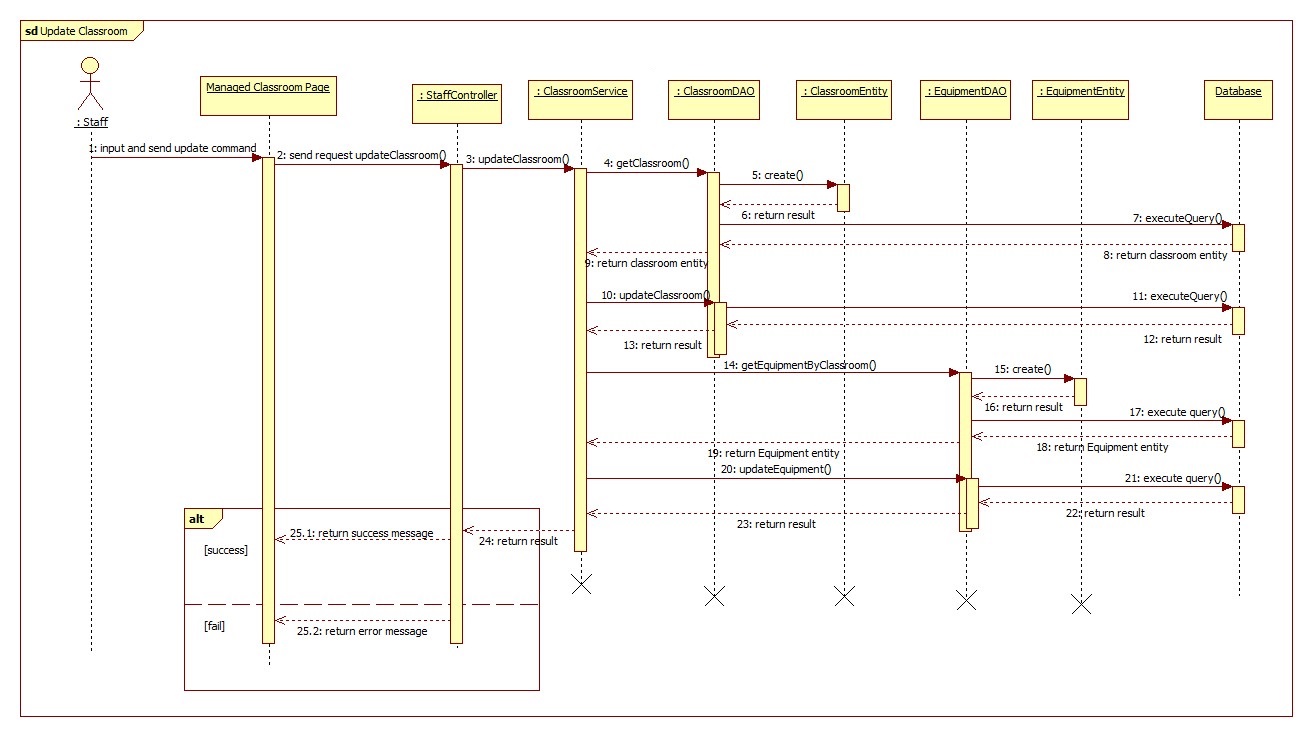 sd Update Classroom
: Staff
Managed Classroom Page
: StaffController
: ClassroomService
: ClassroomDAO
: ClassroomEntity
: EquipmentDAO
: EquipmentEntity
Database
1: input and send update command
2: send request updateClassroom()
3: updateClassroom()
4: getClassroom()
5: create()
6: return result
7: executeQuery()
8: return classroom entity
9: return classroom entity
10: updateClassroom()
11: executeQuery()
12: return result
13: return result
14: getEquipmentByClassroom()
15: create()
16: return result
17: execute query()
18: return Equipment entity
19: return Equipment entity
20: updateEquipment()
21: execute query()
22: return result
23: return result
24: return result
alt
25.1: return success message
[success]
[fail]
25.2: return error message